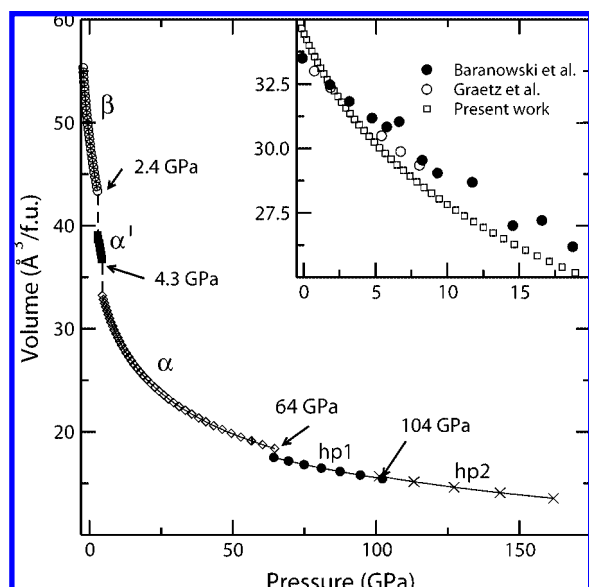 60
50
40
30
20
10
Volume (Å³/f.u.)
β
2.4 GPa
α'
4.3 GPa
α
64 GPa
hp1
104 GPa
hp2
32.5
30.0
27.5
0 5 10 15
● Baranowski et al.
○ Graetz et al.
□ Present work
0 50 100 150
Pressure (GPa)